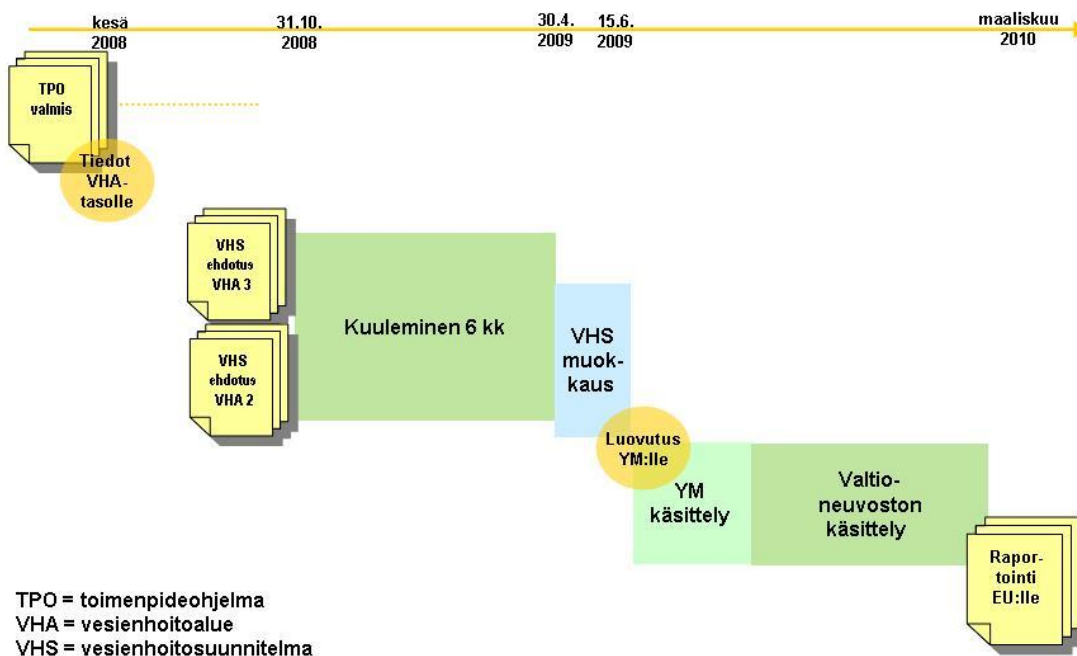 kesä
2008
31.10.
2008
30.4.
2009
15.6.
2009
maaliskuu
2010
TPO
valmis
Tiedot
VHA-
tasolle
VHS
ehdotus
VHA 3
VHS
ehdotus
VHA 2
Kuuleminen 6 kk
VHS
muok-
kaus
Luovutus
YM:lle
YM
käsittely
Valtio-
neuvoston
käsittely
Rapor-
tointi
EU:lle
TPO = toimenpideohjelma
VHA = vesienhoitoalue
VHS = vesienhoitosuunnitelma